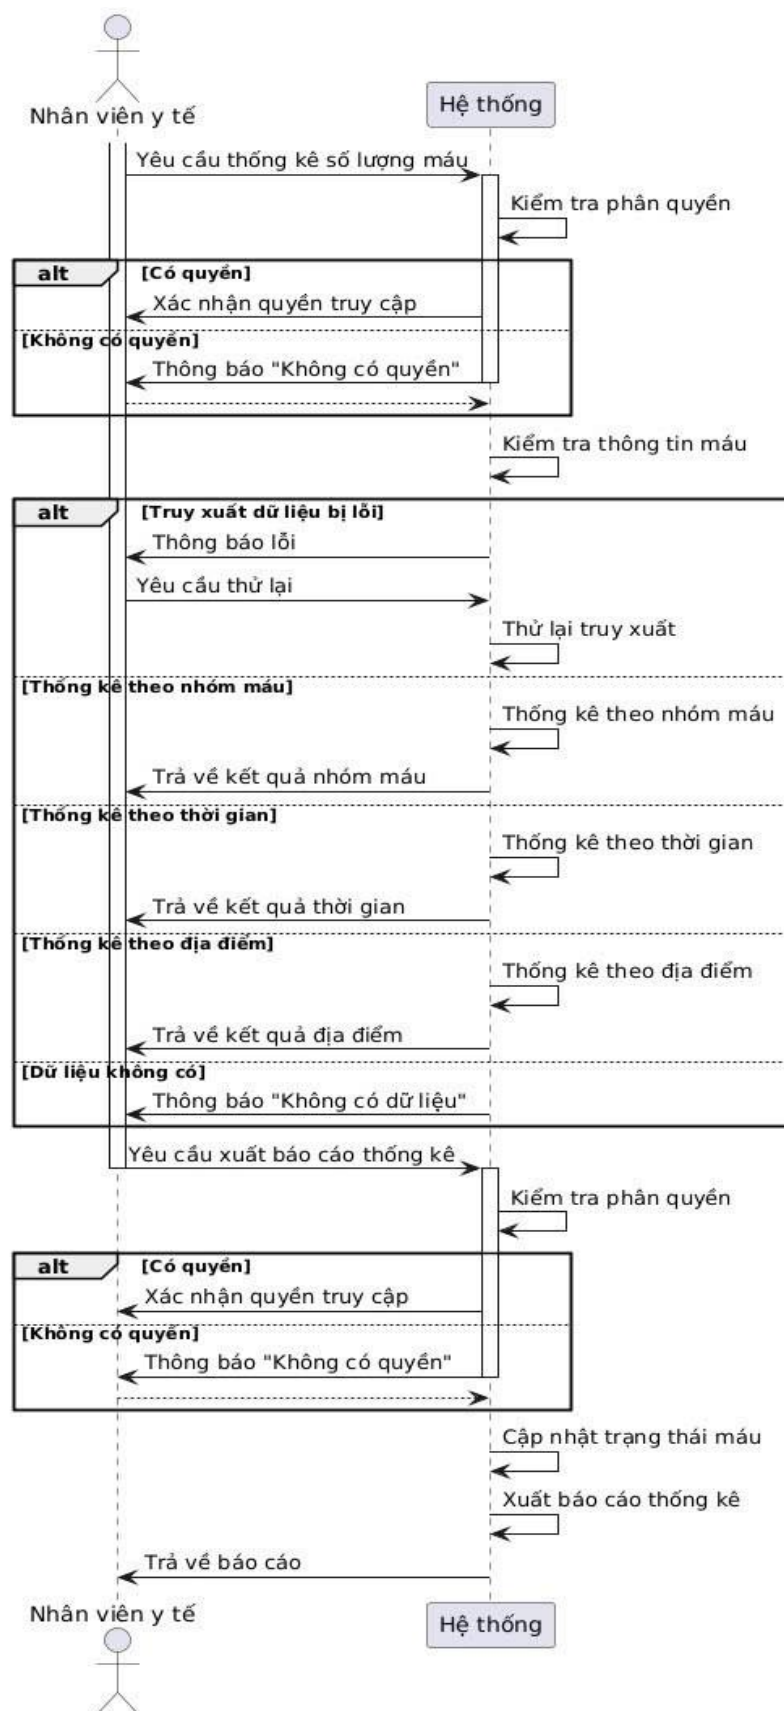 Nhân viên y tế
Hệ thống
Yêu cầu thống kê số lượng máu
Kiểm tra phân quyền
alt [Có quyền]
Xác nhận quyền truy cập
[Không có quyền]
Thông báo "Không có quyền"
Kiểm tra thông tin máu
alt [Truy xuất dữ liệu bị lỗi]
Thông báo lỗi
Yêu cầu thử lại
Thử lại truy xuất
[Thống kê theo nhóm máu]
Thống kê theo nhóm máu
Trả về kết quả nhóm máu
[Thống kê theo thời gian]
Thống kê theo thời gian
Trả về kết quả thời gian
[Thống kê theo địa điểm]
Thống kê theo địa điểm
Trả về kết quả địa điểm
[Dữ liệu không có]
Thông báo "Không có dữ liệu"
Yêu cầu xuất báo cáo thống kê
Kiểm tra phân quyền
alt [Có quyền]
Xác nhận quyền truy cập
[Không có quyền]
Thông báo "Không có quyền"
Cập nhật trạng thái máu
Xuất báo cáo thống kê
Trả về báo cáo
Nhân viên y tế
Hệ thống